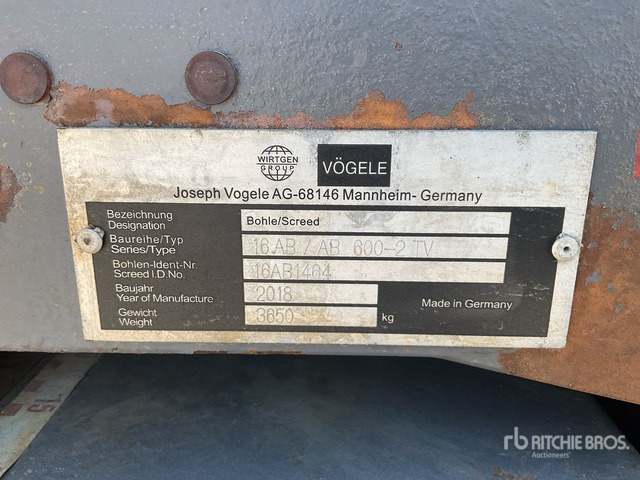 WIRTGEN
GROUP
VÖGELE
Joseph Vogele AG-68146 Mannheim- Germany
Bezeichnung
Designation
Bohle/Screed
Baureihe/Typ
Series/Type
16.AB / AB 600-2 TV
Bohlen-Ident-Nr.
Screed I.D.No.
16AB1464
Baujahr
Year of Manufacture
2018
Made in Germany
Gewicht
Weight
3650
kg
15
rb RITCHIE BROS.
Auctioneers